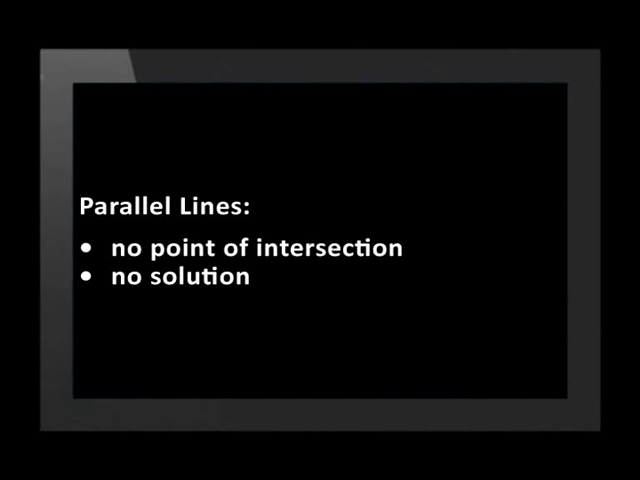 Parallel Lines:
• no point of intersection
• no solution